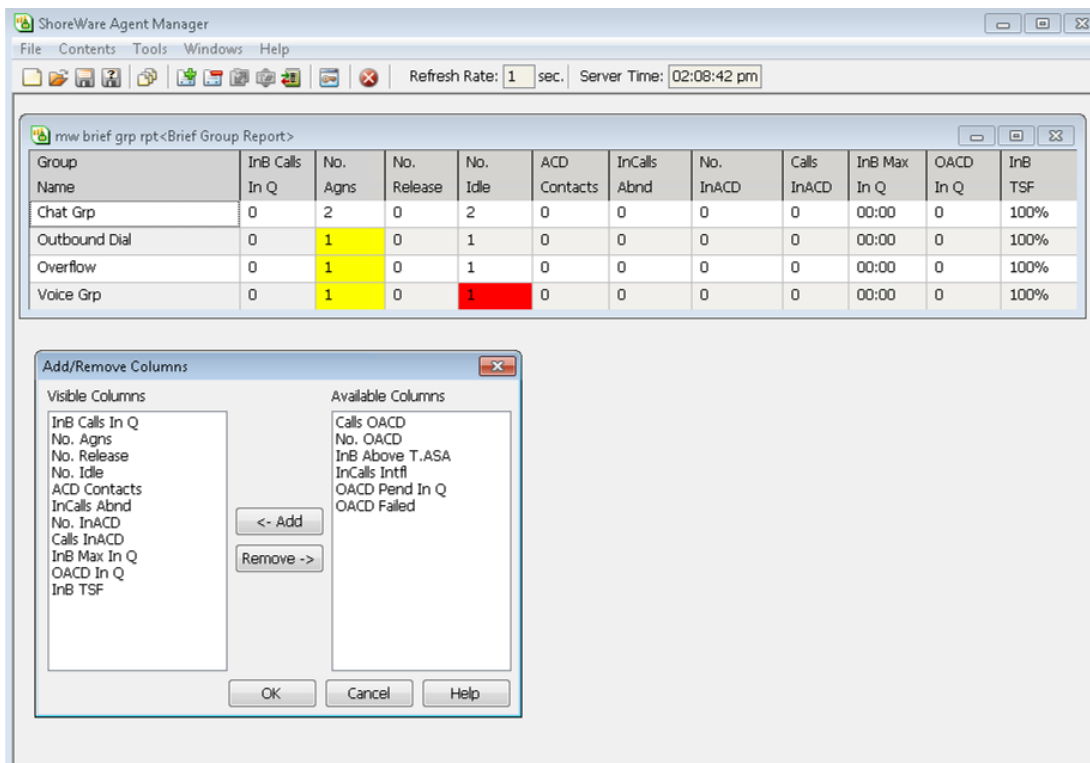 ShoreWare Agent Manager
File Contents Tools Windows Help
Refresh Rate: 1 sec. Server Time: 02:08:42 pm
mw brief grp rpt<Brief Group Report>
Group InB Calls No. No. No. ACD InCalls No. Calls InB Max OACD InB
Name In Q Agns Release Idle Contacts Abnd InACD InACD In Q In Q TSF
Chat Grp 0 2 0 2 0 0 0 0 00:00 0 100%
Outbound Dial 0 1 0 1 0 0 0 0 00:00 0 100%
Overflow 0 1 0 1 0 0 0 0 00:00 0 100%
Voice Grp 0 1 0 1 0 0 0 0 00:00 0 100%
Add/Remove Columns
Visible Columns
InB Calls In Q
No. Agns
No. Release
No. Idle
ACD Contacts
InCalls Abnd
No. InACD
Calls InACD
InB Max In Q
OACD In Q
InB TSF
<- Add
Remove ->
Available Columns
Calls OACD
No. OACD
InB Above T.ASA
InCalls Intfl
OACD Pend In Q
OACD Failed
OK Cancel Help